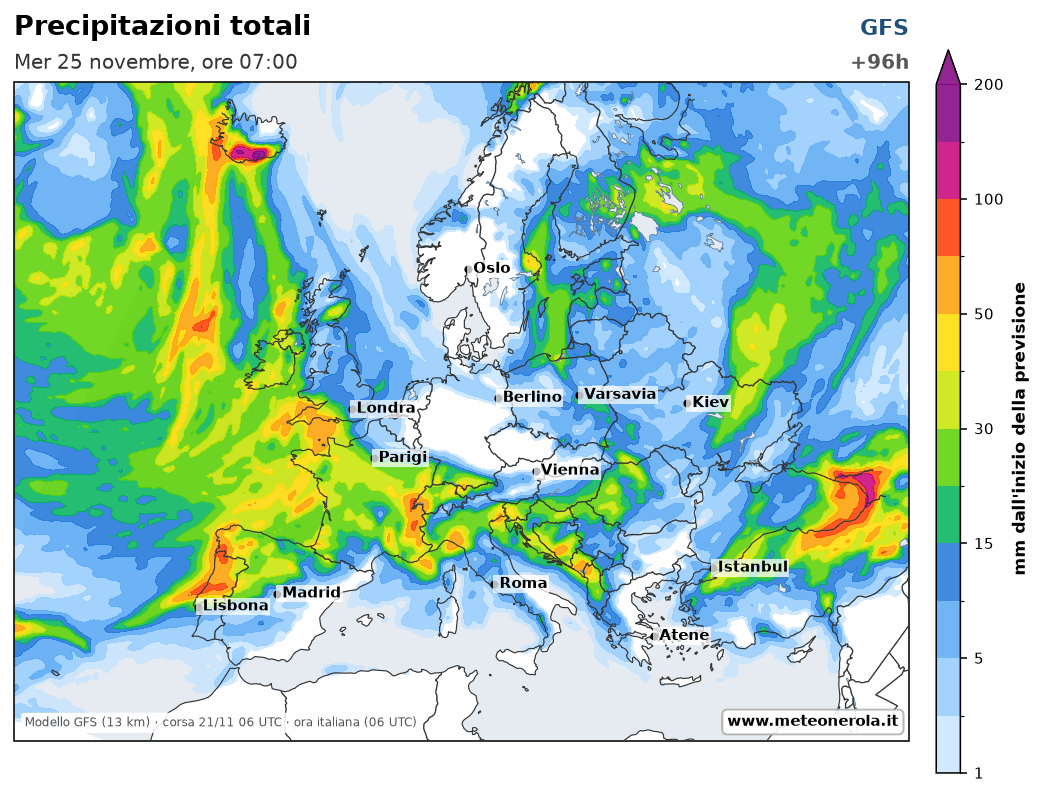 Precipitazioni totali
GFS
Mer 25 novembre, ore 07:00
+96h
200
100
50
30
15
5
1
mm dall'inizio della previsione
Oslo
Berlino
Varsavia
Kiev
Londra
Parigi
Vienna
Istanbul
Roma
Madrid
Lisbona
Atene
Modello GFS (13 km) · corsa 21/11 06 UTC · ora italiana (06 UTC)
www.meteonerola.it